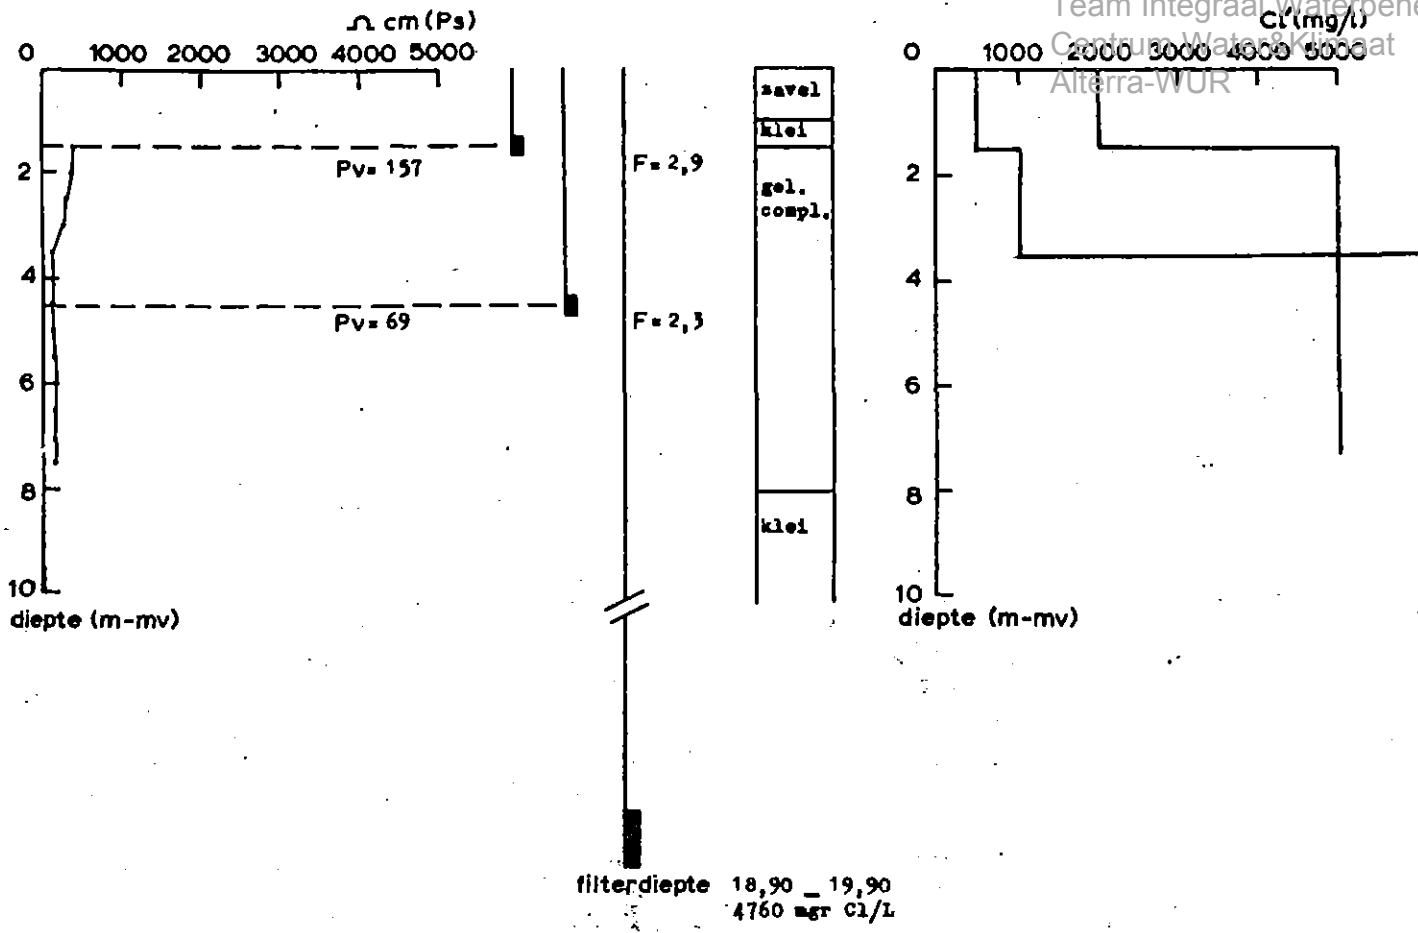 Ω cm (Ps)
0 1000 2000 3000 4000 5000
2
4
6
8
10
diepte (m-mv)
Pv= 157
Pv= 69
F= 2,9
F= 2,3
zavel
klei
gel.
compl.
klei
filterdiepte 18,90 _ 19,90
4760 mgr Cl/L
Team Integraal Waterbehe
Centrum Water&Klimaat
Alterra-WUR
Cl'(mg/l)
0 1000 2000 3000 4000 5000
2
4
6
8
10
diepte (m-mv)